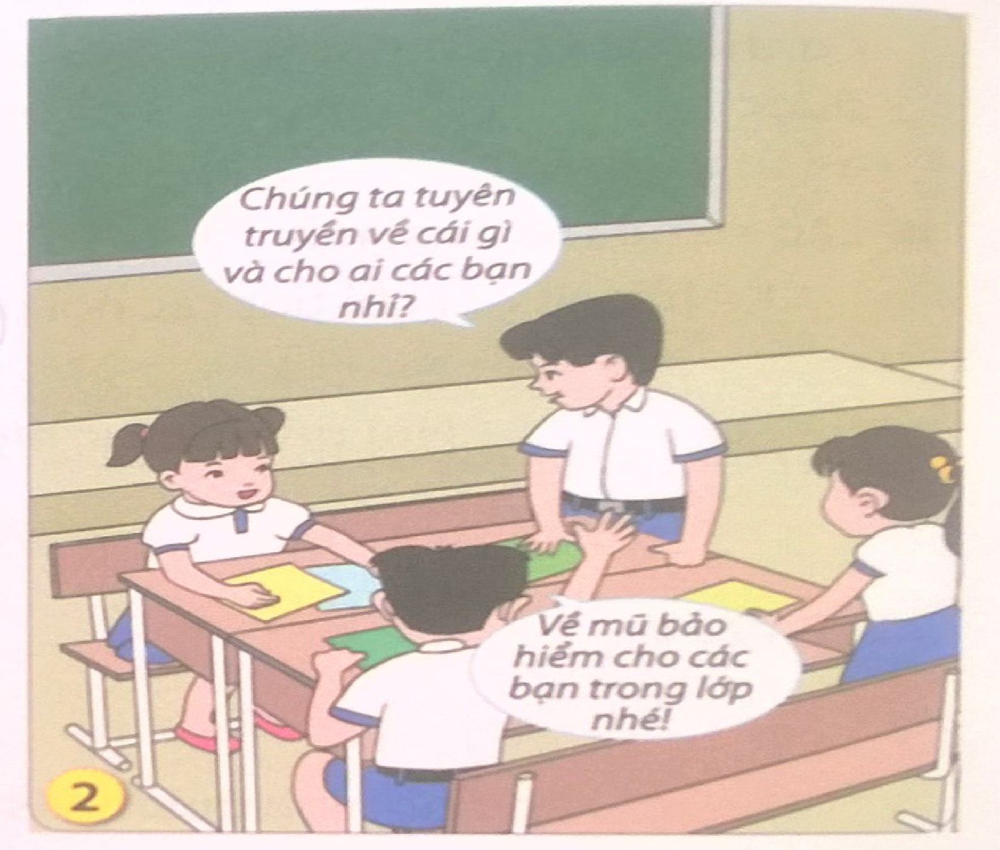 Chúng ta tuyên
truyền về cái gì
và cho ai các bạn
nhỉ?
Về mũ bảo
hiểm cho các
bạn trong lớp
nhé!
2